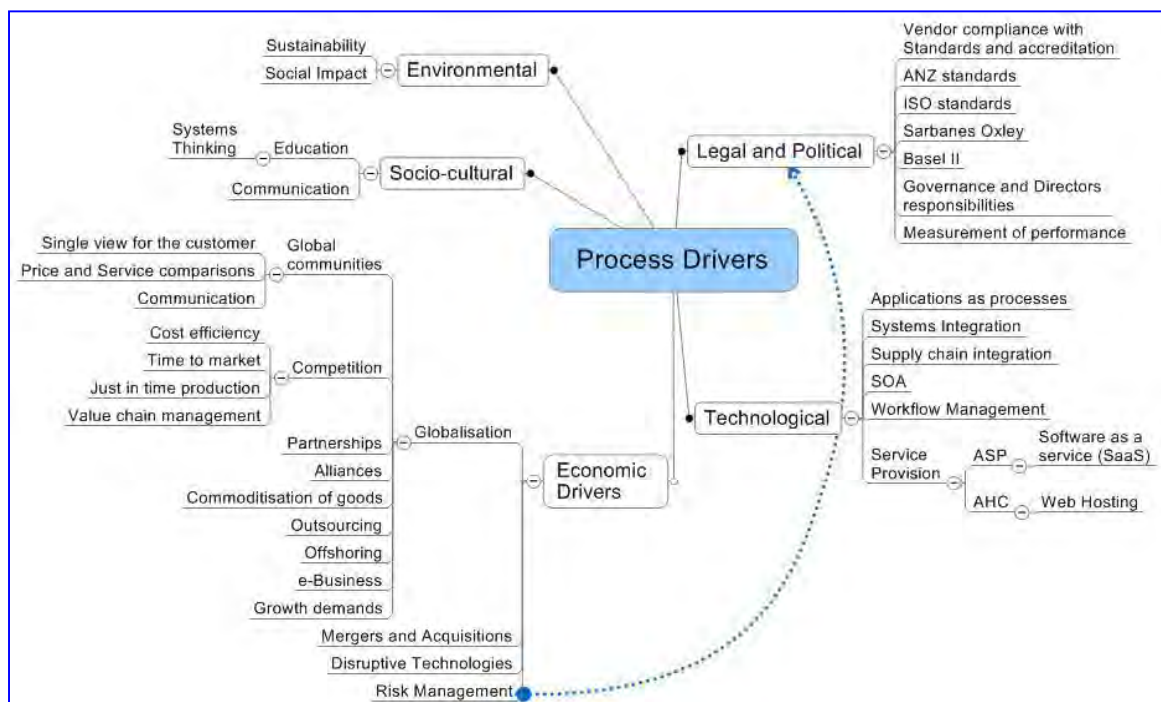 Process Drivers
Environmental
Sustainability
Social Impact
Socio-cultural
Education
Systems
Thinking
Communication
Economic
Drivers
Globalisation
Global
communities
Single view for the customer
Price and Service comparisons
Communication
Competition
Cost efficiency
Time to market
Just in time production
Value chain management
Partnerships
Alliances
Commoditisation of goods
Outsourcing
Offshoring
e-Business
Growth demands
Mergers and Acquisitions
Disruptive Technologies
Risk Management
Legal and Political
Vendor compliance with
Standards and accreditation
ANZ standards
ISO standards
Sarbanes Oxley
Basel II
Governance and Directors
responsibilities
Measurement of performance
Technological
Applications as processes
Systems Integration
Supply chain integration
SOA
Workflow Management
Service
Provision
ASP
Software as a
service (SaaS)
AHC
Web Hosting